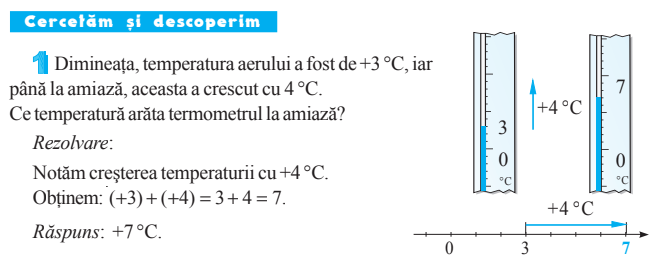 Cercetăm și descoperim
1 Dimineața, temperatura aerului a fost de +3 °C, iar
până la amiază, aceasta a crescut cu 4 °C.
Ce temperatură arăta termometrul la amiază?
Rezolvare:
Notăm creșterea temperaturii cu +4 °C.
Obținem: (+3) + (+4) = 3 + 4 = 7.
Răspuns: +7 °C.
3
0
°C
+4 °C
7
0
°C
+4 °C
0 3 7